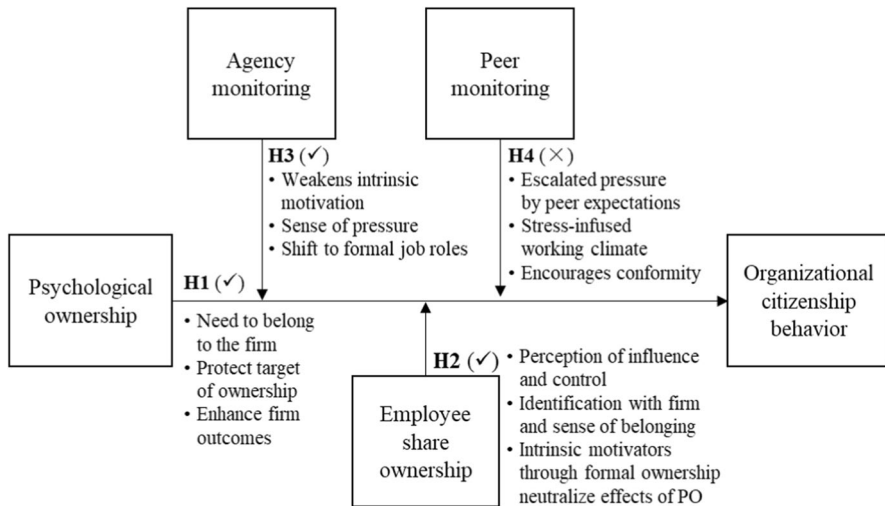 Agency
monitoring
Peer
monitoring
H3 (✓)
• Weakens intrinsic
motivation
• Sense of pressure
• Shift to formal job roles
H4 (×)
• Escalated pressure
by peer expectations
• Stress-infused
working climate
• Encourages conformity
Psychological
ownership
H1 (✓)
• Need to belong
to the firm
• Protect target
of ownership
• Enhance firm
outcomes
Organizational
citizenship
behavior
H2 (✓)
Employee
share
ownership
• Perception of influence
and control
• Identification with firm
and sense of belonging
• Intrinsic motivators
through formal ownership
neutralize effects of PO